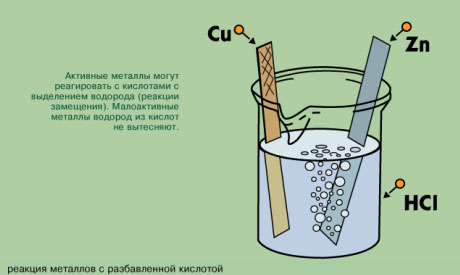 Cu
Zn
Активные металлы могут
реагировать с кислотами с
выделением водорода (реакции
замещения). Малоактивные
металлы водород из кислот
не вытесняют.
HCl
реакция металлов с разбавленной кислотой